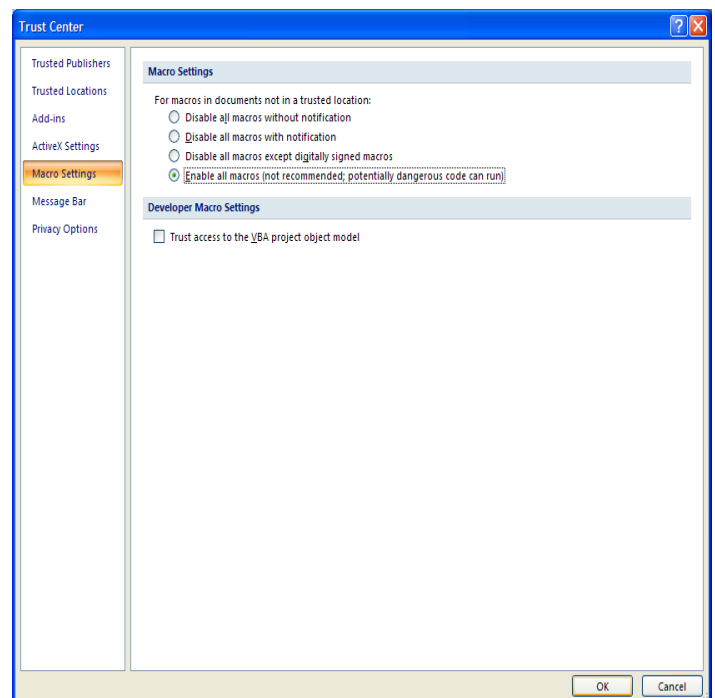 Trust Center
Trusted Publishers
Trusted Locations
Add-ins
ActiveX Settings
Macro Settings
Message Bar
Privacy Options
Macro Settings
For macros in documents not in a trusted location:
Disable all macros without notification
Disable all macros with notification
Disable all macros except digitally signed macros
Enable all macros (not recommended; potentially dangerous code can run)
Developer Macro Settings
Trust access to the VBA project object model
OK
Cancel